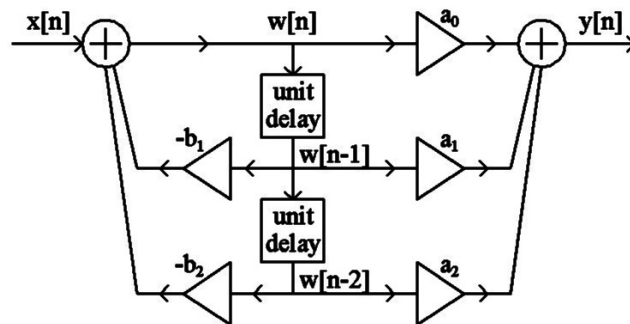 x[n] w[n] a₀ y[n]
unit
delay
-b₁ w[n-1] a₁
unit
delay
-b₂ w[n-2] a₂